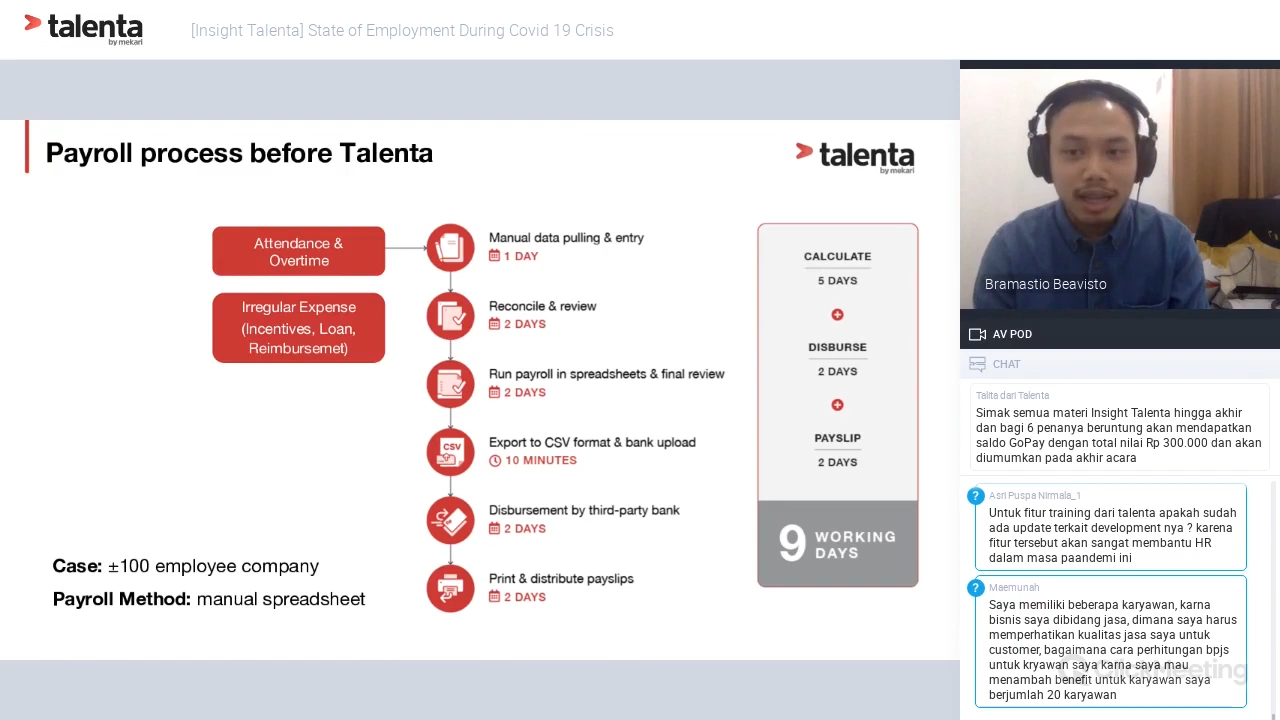 talenta
by mekari
[Insight Talenta] State of Employment During Covid 19 Crisis
Payroll process before Talenta
talenta
by mekari
Attendance &
Overtime
Irregular Expense
(Incentives, Loan,
Reimbursemet)
Manual data pulling & entry
1 DAY
Reconcile & review
2 DAYS
Run payroll in spreadsheets & final review
2 DAYS
CSV
Export to CSV format & bank upload
10 MINUTES
Disbursement by third-party bank
2 DAYS
Print & distribute payslips
2 DAYS
CALCULATE
5 DAYS
DISBURSE
2 DAYS
PAYSLIP
2 DAYS
9 WORKING
DAYS
Case: ±100 employee company
Payroll Method: manual spreadsheet
Bramastio Beavisto
AV POD
CHAT
Talita dari Talenta
Simak semua materi Insight Talenta hingga akhir
dan bagi 6 penanya beruntung akan mendapatkan
saldo GoPay dengan total nilai Rp 300.000 dan akan
diumumkan pada akhir acara
?
Asri Puspa Nirmala_1
Untuk fitur training dari talenta apakah sudah
ada update terkait development nya ? karena
fitur tersebut akan sangat membantu HR
dalam masa paandemi ini
?
Maemunah
Saya memiliki beberapa karyawan, karna
bisnis saya dibidang jasa, dimana saya harus
memperhatikan kualitas jasa saya untuk
customer, bagaimana cara perhitungan bpjs
untuk kryawan saya karna saya mau
menambah benefit untuk karyawan saya
berjumlah 20 karyawan
ClickMeeting